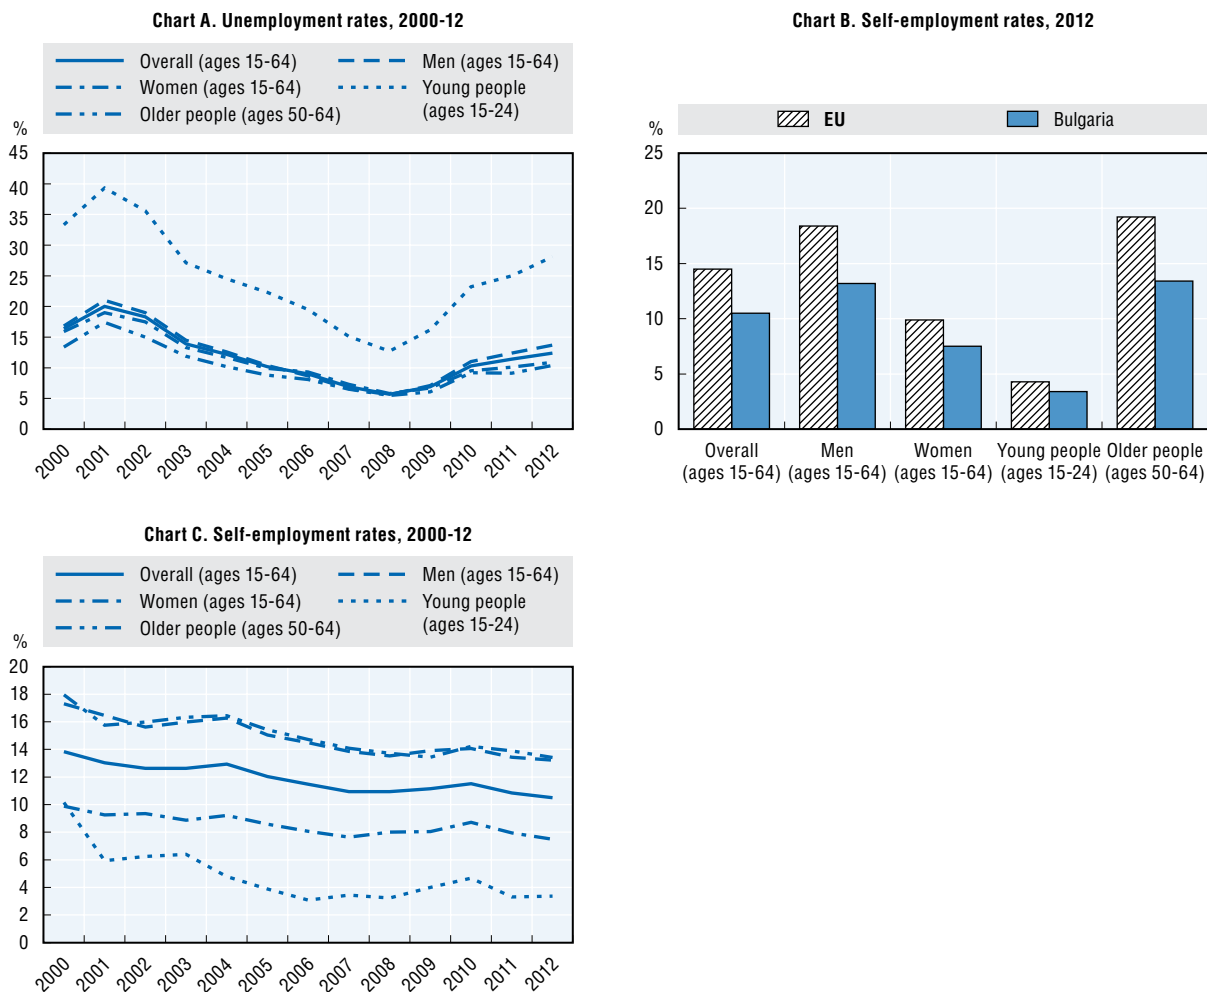 Chart A. Unemployment rates, 2000-12
Overall (ages 15-64)
Men (ages 15-64)
Women (ages 15-64)
Young people
(ages 15-24)
Older people (ages 50-64)
%
45
40
35
30
25
20
15
10
5
0
2000
2001
2002
2003
2004
2005
2006
2007
2008
2009
2010
2011
2012
Chart B. Self-employment rates, 2012
EU
Bulgaria
%
25
20
15
10
5
0
Overall
(ages 15-64)
Men
(ages 15-64)
Women
(ages 15-64)
Young people
(ages 15-24)
Older people
(ages 50-64)
Chart C. Self-employment rates, 2000-12
Overall (ages 15-64)
Men (ages 15-64)
Women (ages 15-64)
Young people
(ages 15-24)
Older people (ages 50-64)
%
20
18
16
14
12
10
8
6
4
2
0
2000
2001
2002
2003
2004
2005
2006
2007
2008
2009
2010
2011
2012